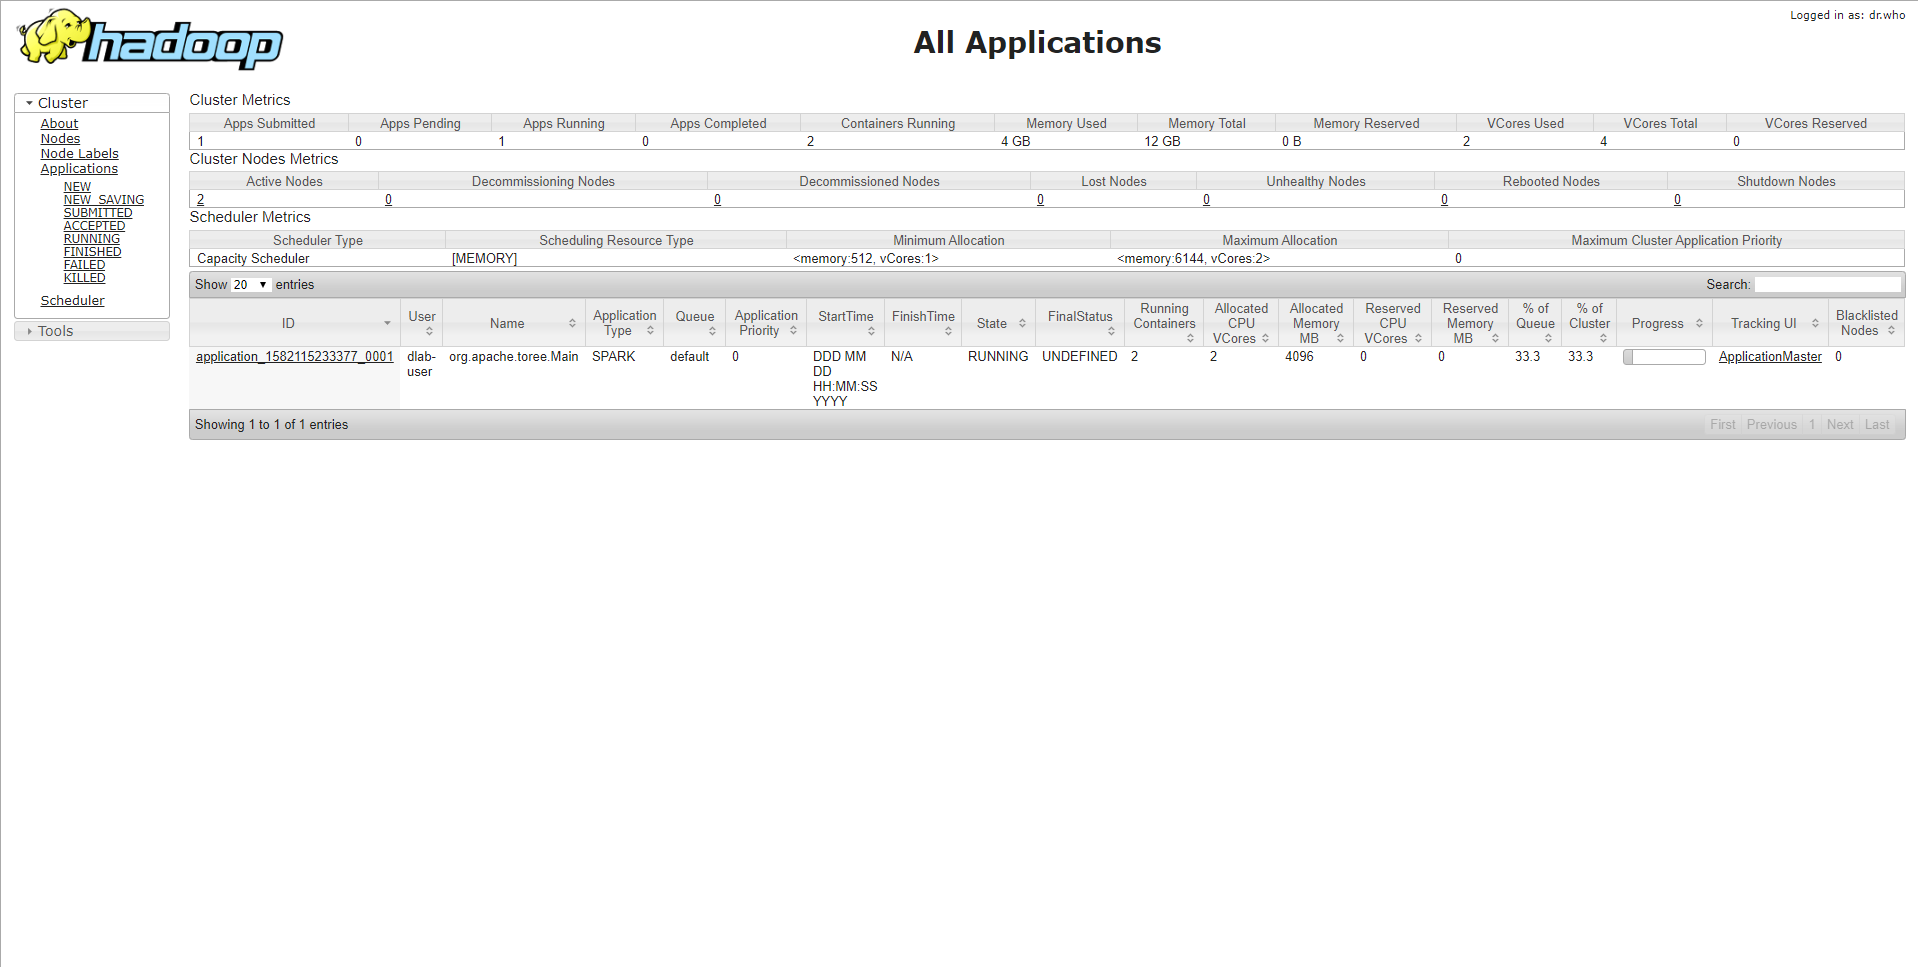 hadoop
Logged in as: dr.who
All Applications
Cluster
About
Nodes
Node Labels
Applications
NEW
NEW_SAVING
SUBMITTED
ACCEPTED
RUNNING
FINISHED
FAILED
KILLED
Scheduler
Tools
Cluster Metrics
Apps Submitted Apps Pending Apps Running Apps Completed Containers Running Memory Used Memory Total Memory Reserved VCores Used VCores Total VCores Reserved
1 0 1 0 2 4 GB 12 GB 0 B 2 4 0
Cluster Nodes Metrics
Active Nodes Decommissioning Nodes Decommissioned Nodes Lost Nodes Unhealthy Nodes Rebooted Nodes Shutdown Nodes
2 0 0 0 0 0 0
Scheduler Metrics
Scheduler Type Scheduling Resource Type Minimum Allocation Maximum Allocation Maximum Cluster Application Priority
Capacity Scheduler [MEMORY] <memory:512, vCores:1> <memory:6144, vCores:2> 0
Show 20 entries Search:
ID User Name Application Type Queue Application Priority StartTime FinishTime State FinalStatus Running Containers Allocated CPU VCores Allocated Memory MB Reserved CPU VCores Reserved Memory MB % of Queue % of Cluster Progress Tracking UI Blacklisted Nodes
application_1582115233377_0001 dlab-user org.apache.toree.Main SPARK default 0 DDD MM DD HH:MM:SS YYYY N/A RUNNING UNDEFINED 2 2 4096 0 0 33.3 33.3 ApplicationMaster 0
Showing 1 to 1 of 1 entries First Previous 1 Next Last